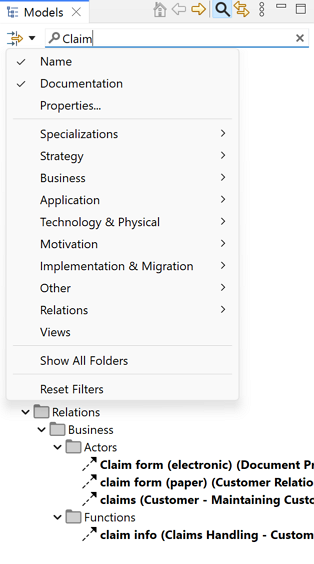 Models
Claim
Name
Documentation
Properties...
Specializations
Strategy
Business
Application
Technology & Physical
Motivation
Implementation & Migration
Other
Relations
Views
Show All Folders
Reset Filters
Relations
Business
Actors
Claim form (electronic) (Document Pr
claim form (paper) (Customer Relatio
claims (Customer - Maintaining Custo
Functions
claim info (Claims Handling - Custom